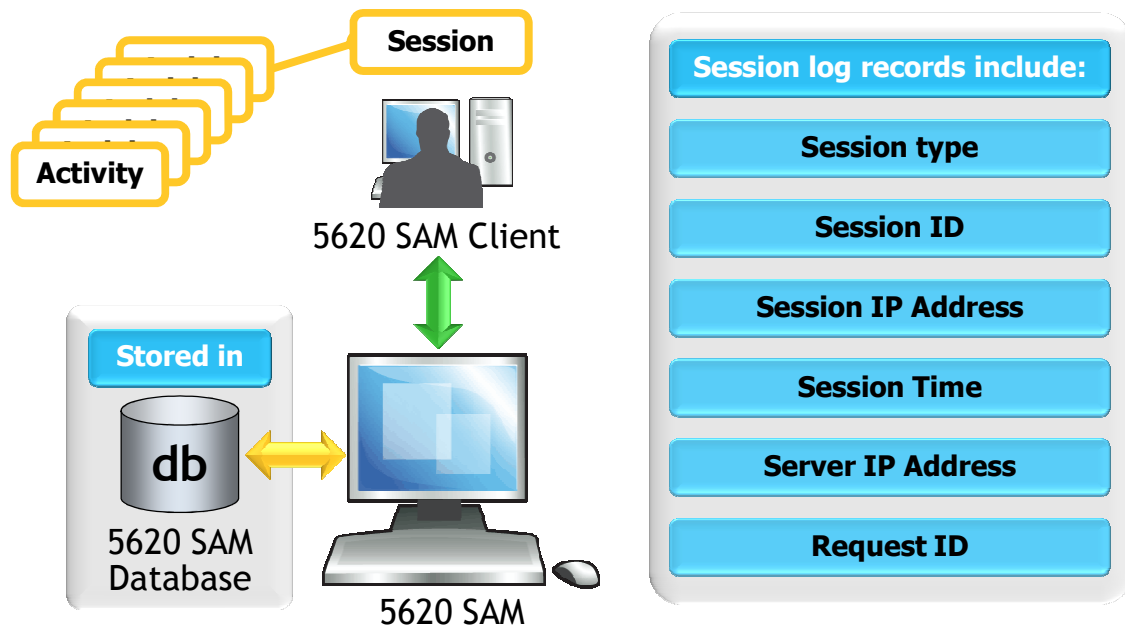 Session
Activity
5620 SAM Client
Stored in
db
5620 SAM
Database
5620 SAM
Session log records include:
Session type
Session ID
Session IP Address
Session Time
Server IP Address
Request ID